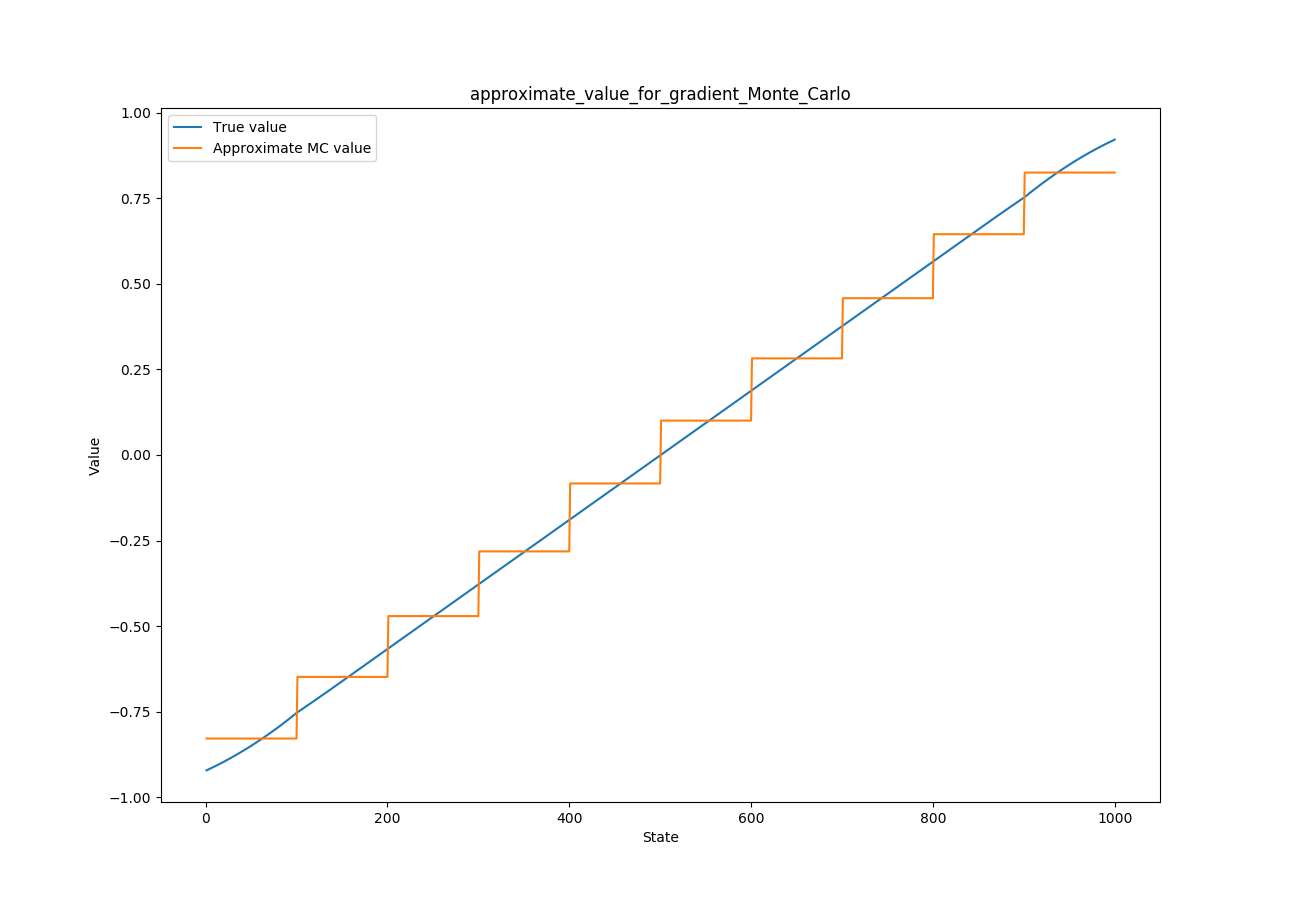 approximate_value_for_gradient_Monte_Carlo
1.00
True value
Approximate MC value
0.75
0.50
0.25
0.00
Value
−0.25
−0.50
−0.75
−1.00
0 200 400 600 800 1000
State